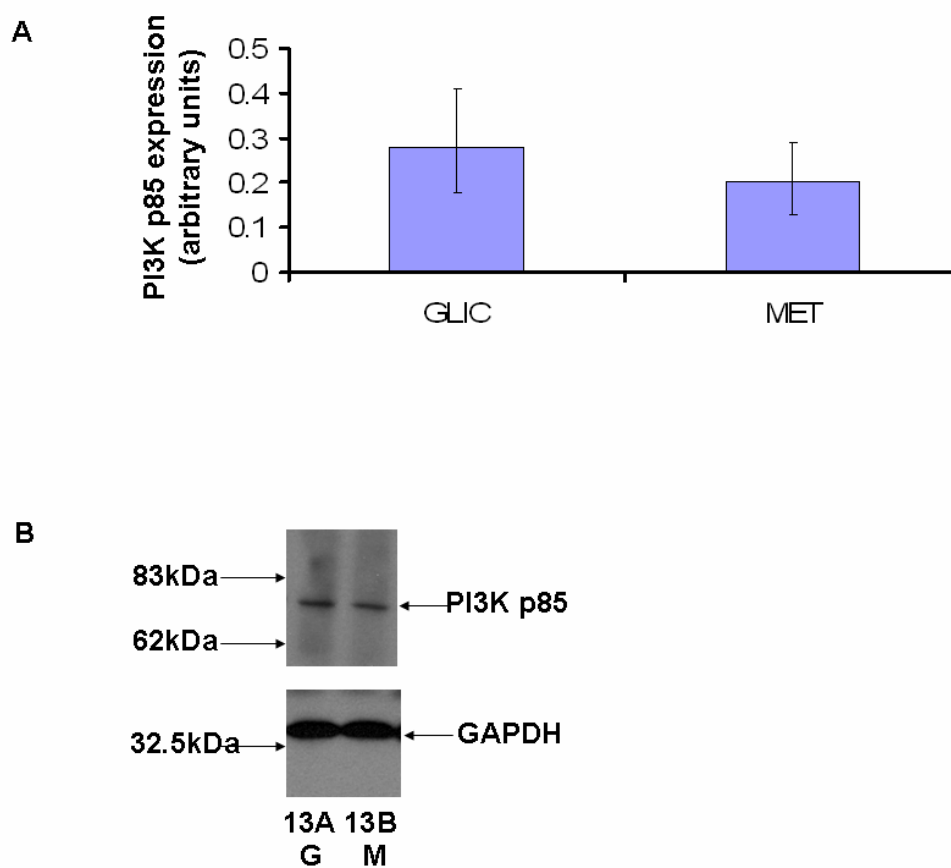 A
PI3K p85 expression
(arbitrary units)
0.5
0.4
0.3
0.2
0.1
0
GLIC
MET
B
83kDa
PI3K p85
62kDa
32.5kDa
GAPDH
13A 13B
G M